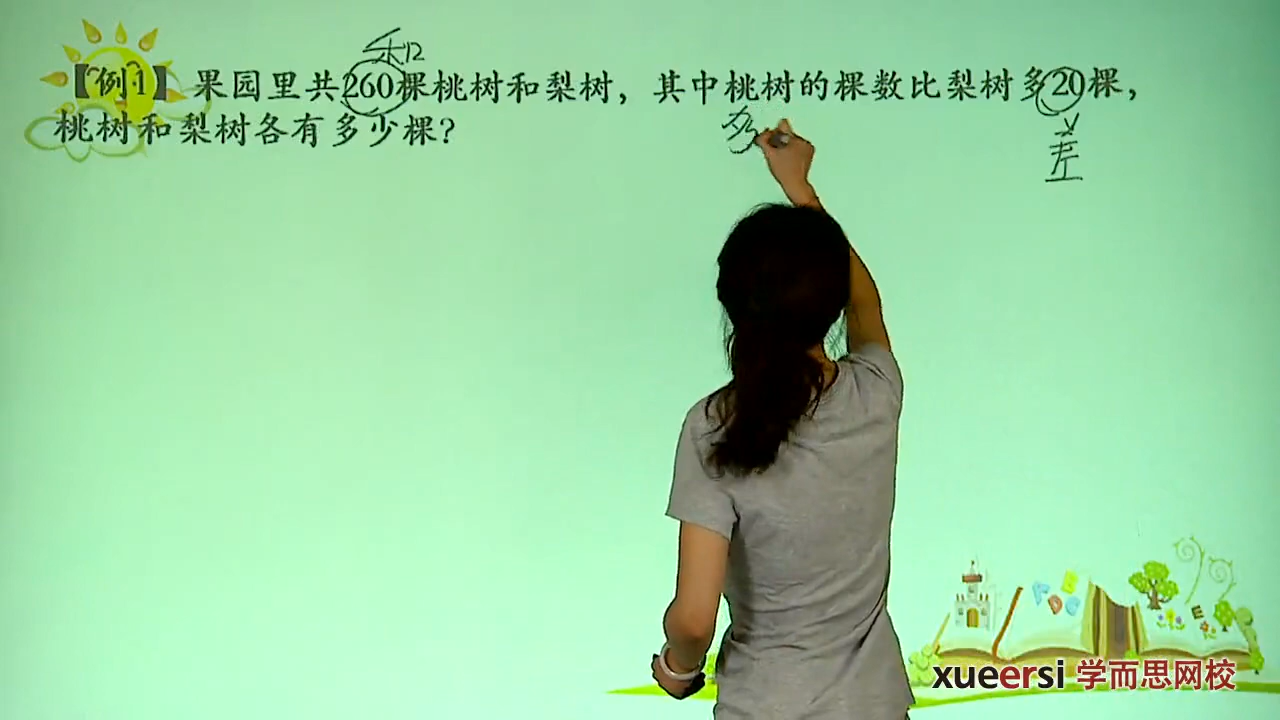 和
【例1】果园里共260棵桃树和梨树，其中桃树的棵数比梨树多20棵，
桃树和梨树各有多少棵？
多
差
xueersi 学而思网校